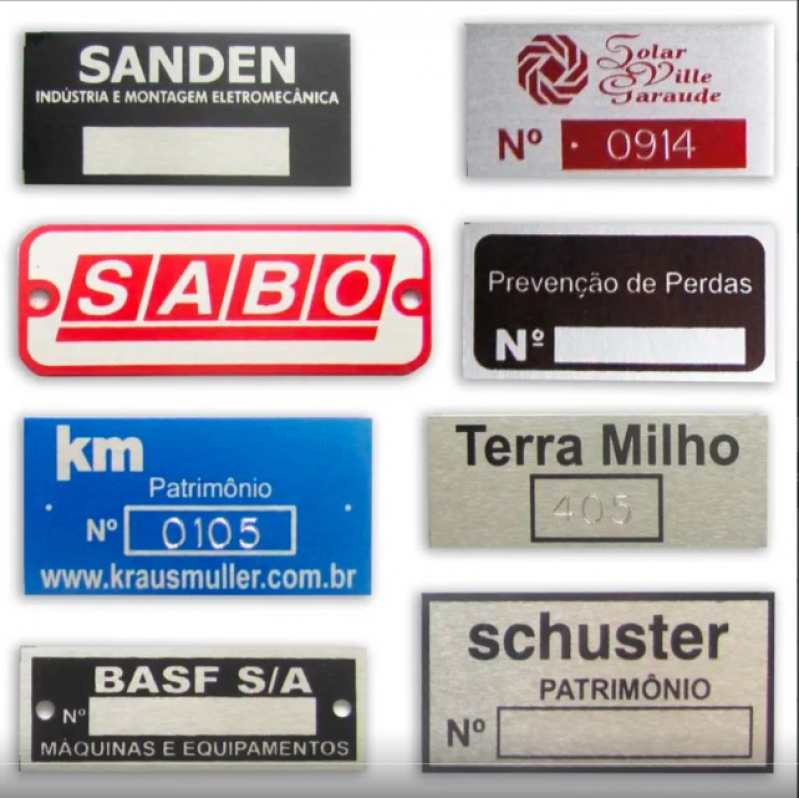 SANDEN
INDÚSTRIA E MONTAGEM ELETROMECÂNICA
Solar
Ville
Garaude
Nº 0914
SABÓ
Prevenção de Perdas
Nº
km
Patrimônio
Nº 0105
www.krausmuller.com.br
Terra Milho
405
BASF S/A
Nº
MÁQUINAS E EQUIPAMENTOS
schuster
PATRIMÔNIO
Nº